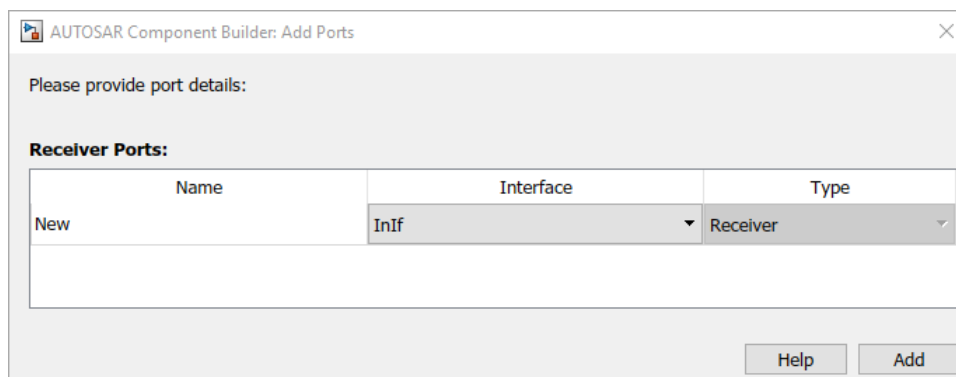 AUTOSAR Component Builder: Add Ports
Please provide port details:
Receiver Ports:
Name Interface Type
New InIf Receiver
Help Add